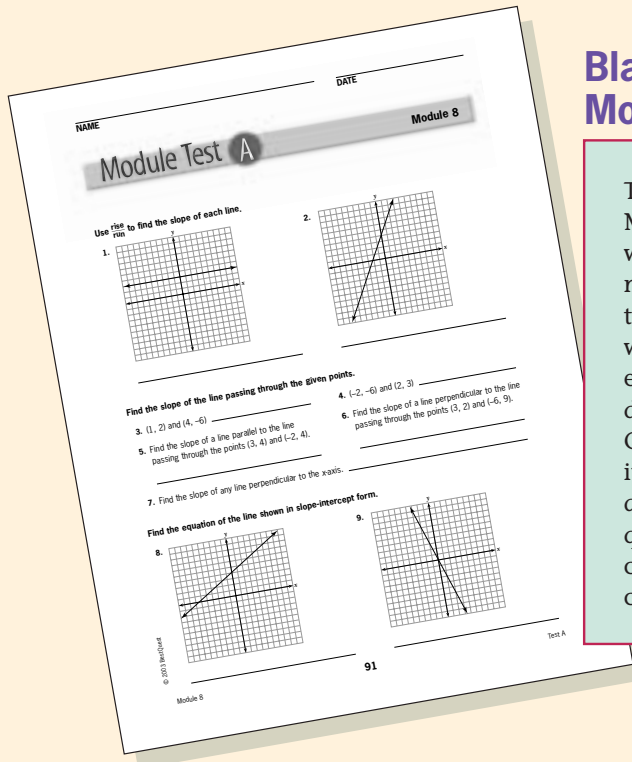 NAME
DATE
Module Test A
Module 8
Use rise/run to find the slope of each line.
1.
y
x
2.
y
x
Find the slope of the line passing through the given points.
3. (1, 2) and (4, –6)
4. (–2, –6) and (2, 3)
5. Find the slope of a line parallel to the line
passing through the points (3, 4) and (–2, 4).
6. Find the slope of a line perpendicular to the line
passing through the points (3, 2) and (–6, 9).
7. Find the slope of any line perpendicular to the x-axis.
Find the equation of the line shown in slope-intercept form.
8.
y
x
9.
y
x
© 2003 BestQuest
Module 8
91
Test A
Bla
Mo
T
M
w
r
t
w
e
c
C
i
c
c
c